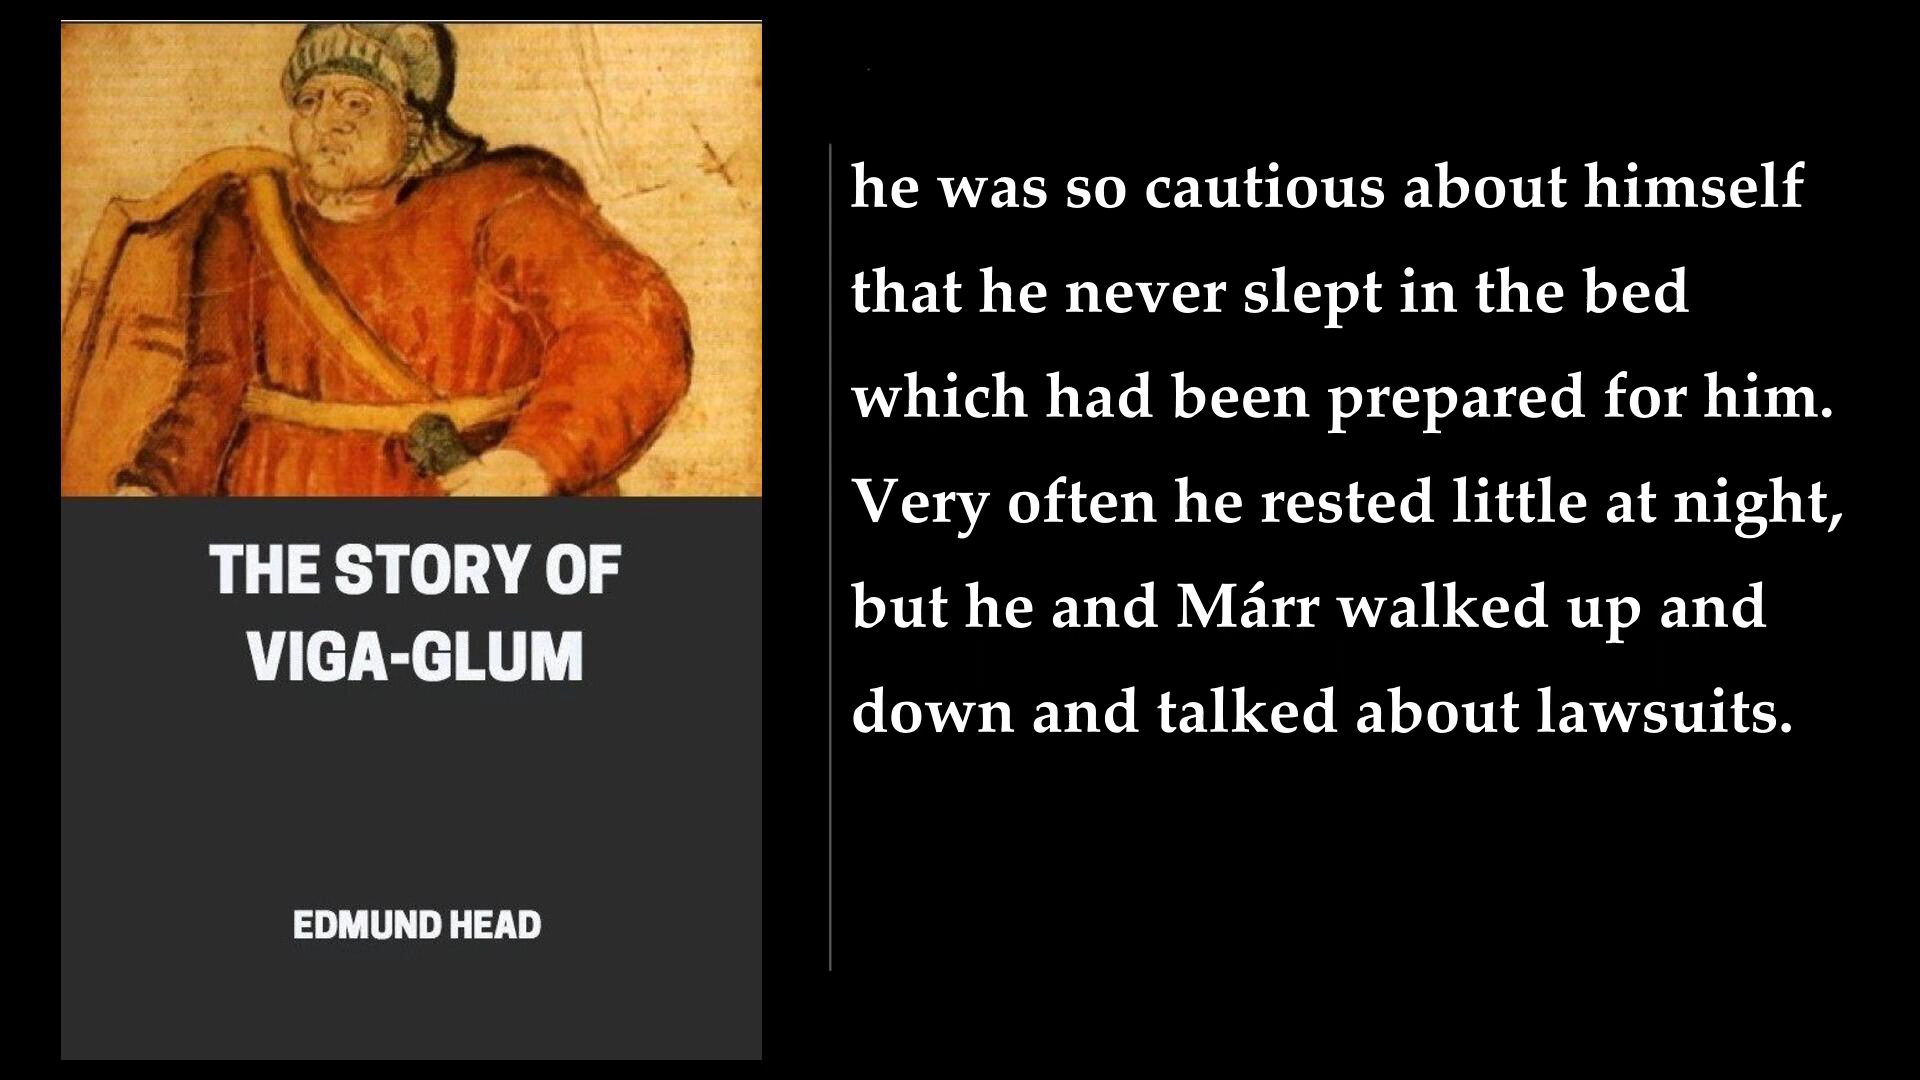 THE STORY OF
VIGA-GLUM
EDMUND HEAD
he was so cautious about himself
that he never slept in the bed
which had been prepared for him.
Very often he rested little at night,
but he and Márr walked up and
down and talked about lawsuits.